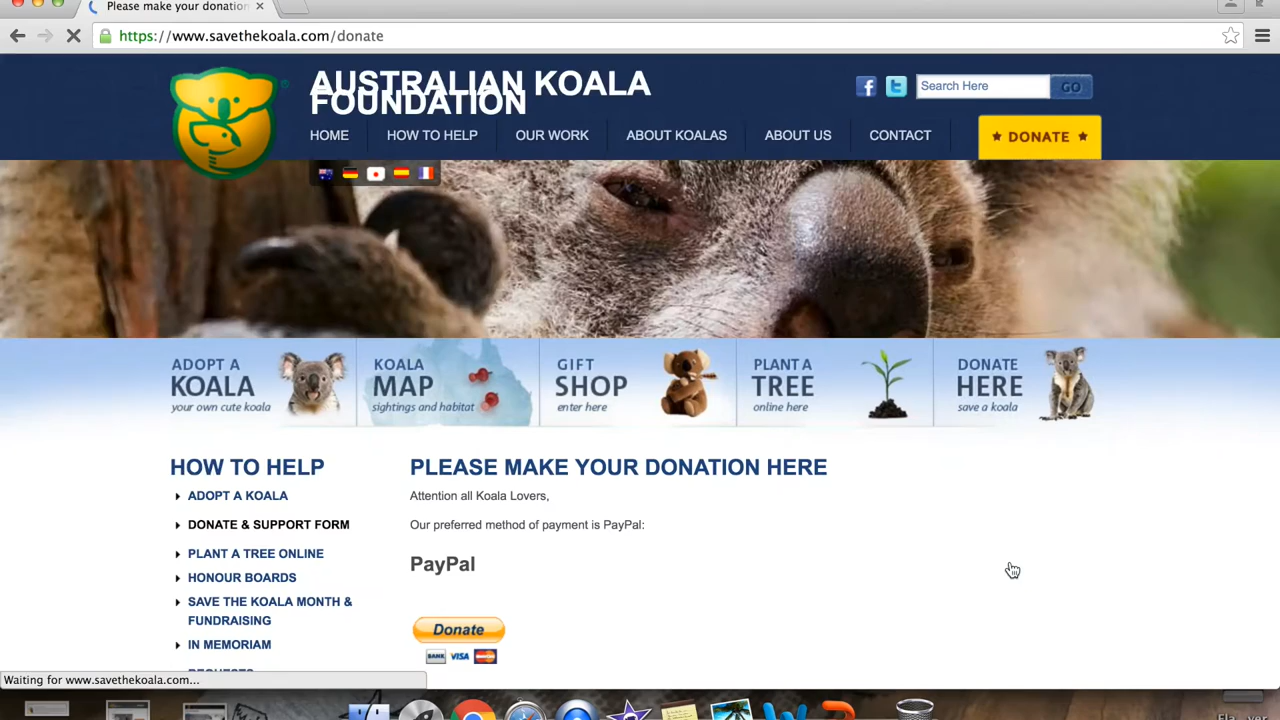 Please make your donation
https://www.savethekoala.com/donate
AUSTRALIAN KOALA
FOUNDATION
Search Here
GO
HOME
HOW TO HELP
OUR WORK
ABOUT KOALAS
ABOUT US
CONTACT
★ DONATE ★
ADOPT A
KOALA
your own cute koala
KOALA
MAP
sightings and habitat
GIFT
SHOP
enter here
PLANT A
TREE
online here
DONATE
HERE
save a koala
HOW TO HELP
ADOPT A KOALA
DONATE & SUPPORT FORM
PLANT A TREE ONLINE
HONOUR BOARDS
SAVE THE KOALA MONTH &
FUNDRAISING
IN MEMORIAM
PLEASE MAKE YOUR DONATION HERE
Attention all Koala Lovers,
Our preferred method of payment is PayPal:
PayPal
Donate
BANK VISA
Waiting for www.savethekoala.com...